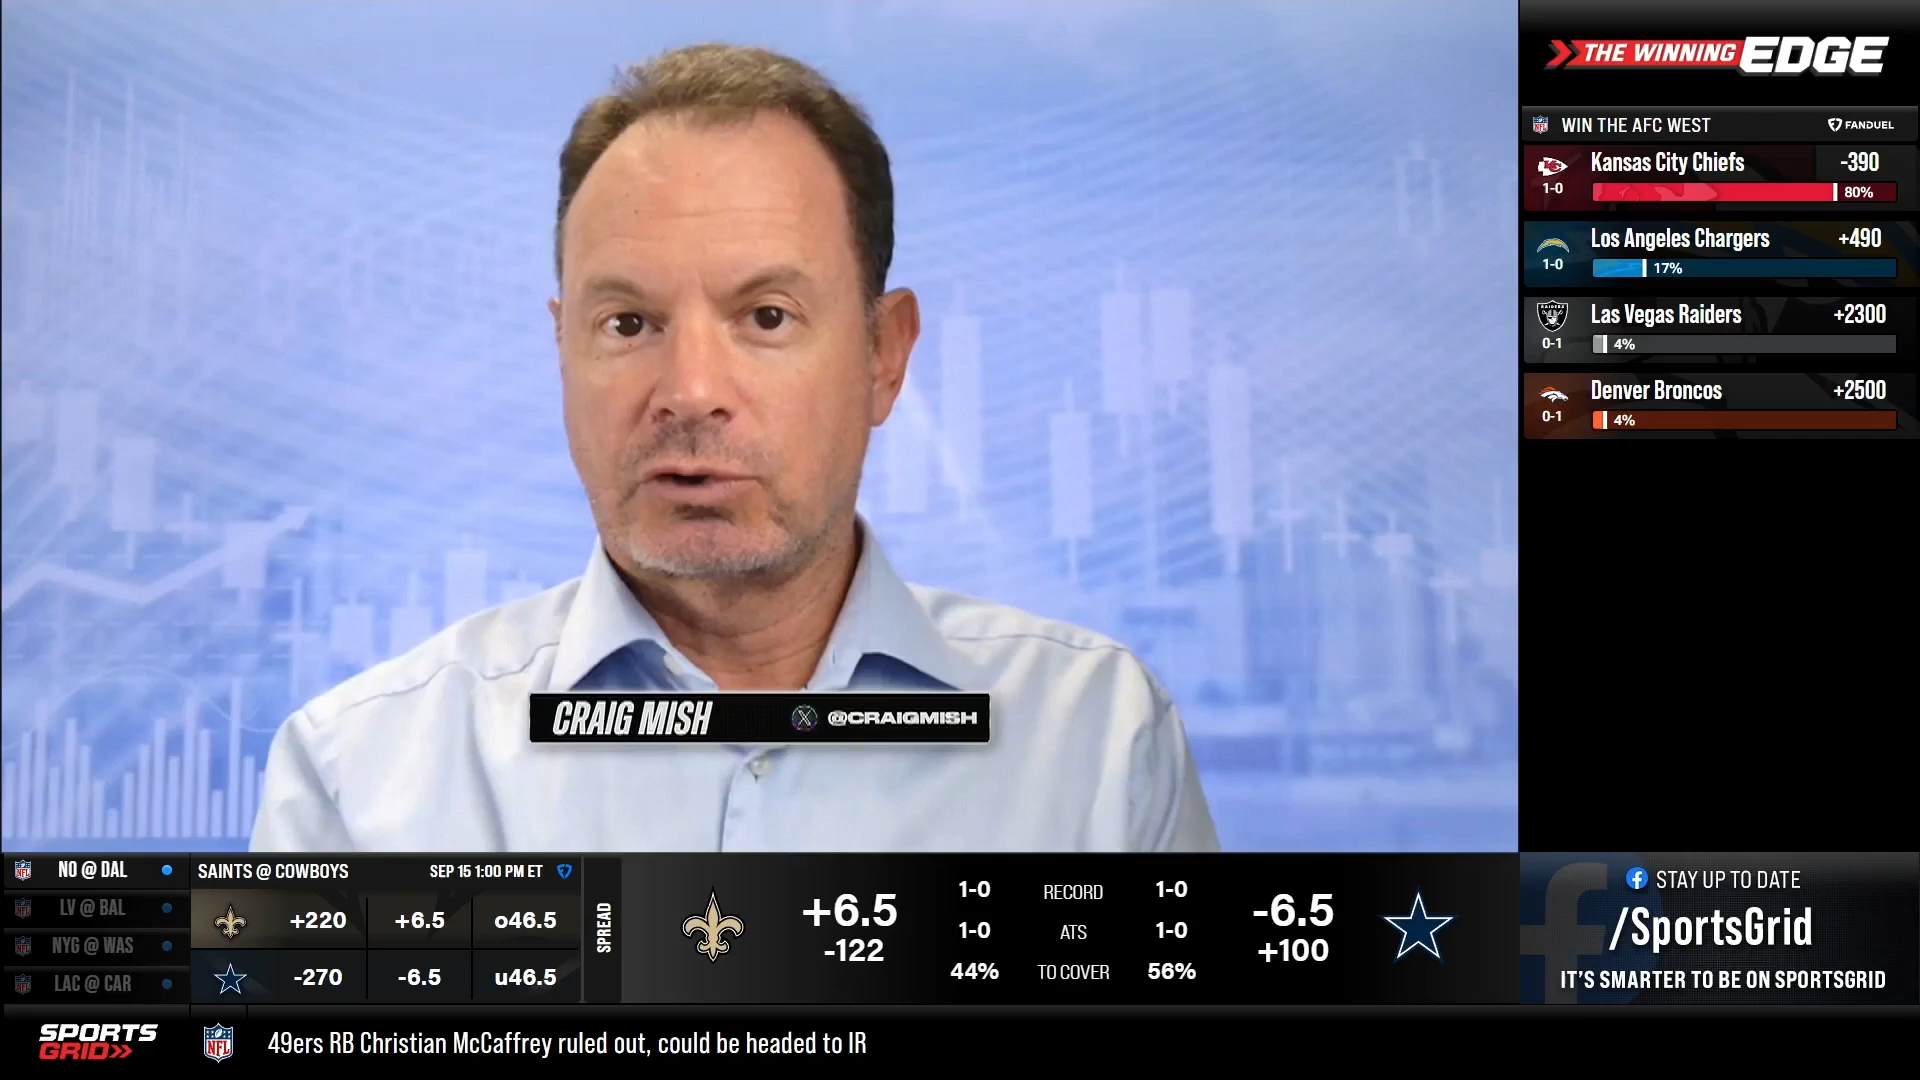 THE WINNING EDGE
WIN THE AFC WEST
FANDUEL
Kansas City Chiefs -390
1-0
80%
Los Angeles Chargers +490
1-0
17%
RAIDERS
Las Vegas Raiders +2300
0-1
4%
Denver Broncos +2500
0-1
4%
CRAIG MISH @CRAIGMISH
NO @ DAL
LV @ BAL
NYG @ WAS
LAC @ CAR
SAINTS @ COWBOYS SEP 15 1:00 PM ET
+220 +6.5 o46.5
-270 -6.5 u46.5
SPREAD
+6.5
-122
1-0 RECORD 1-0
1-0 ATS 1-0
44% TO COVER 56%
-6.5
+100
STAY UP TO DATE
/SportsGrid
IT'S SMARTER TO BE ON SPORTSGRID
SPORTS
GRID
NFL
49ers RB Christian McCaffrey ruled out, could be headed to IR